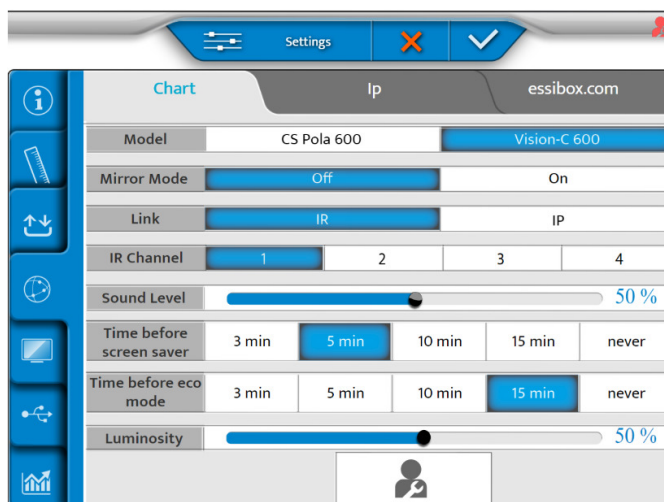 Settings
Chart
Ip
essibox.com
Model
CS Pola 600
Vision-C 600
Mirror Mode
Off
On
Link
IR
IP
IR Channel
1
2
3
4
Sound Level
50 %
Time before
screen saver
3 min
5 min
10 min
15 min
never
Time before eco
mode
3 min
5 min
10 min
15 min
never
Luminosity
50 %